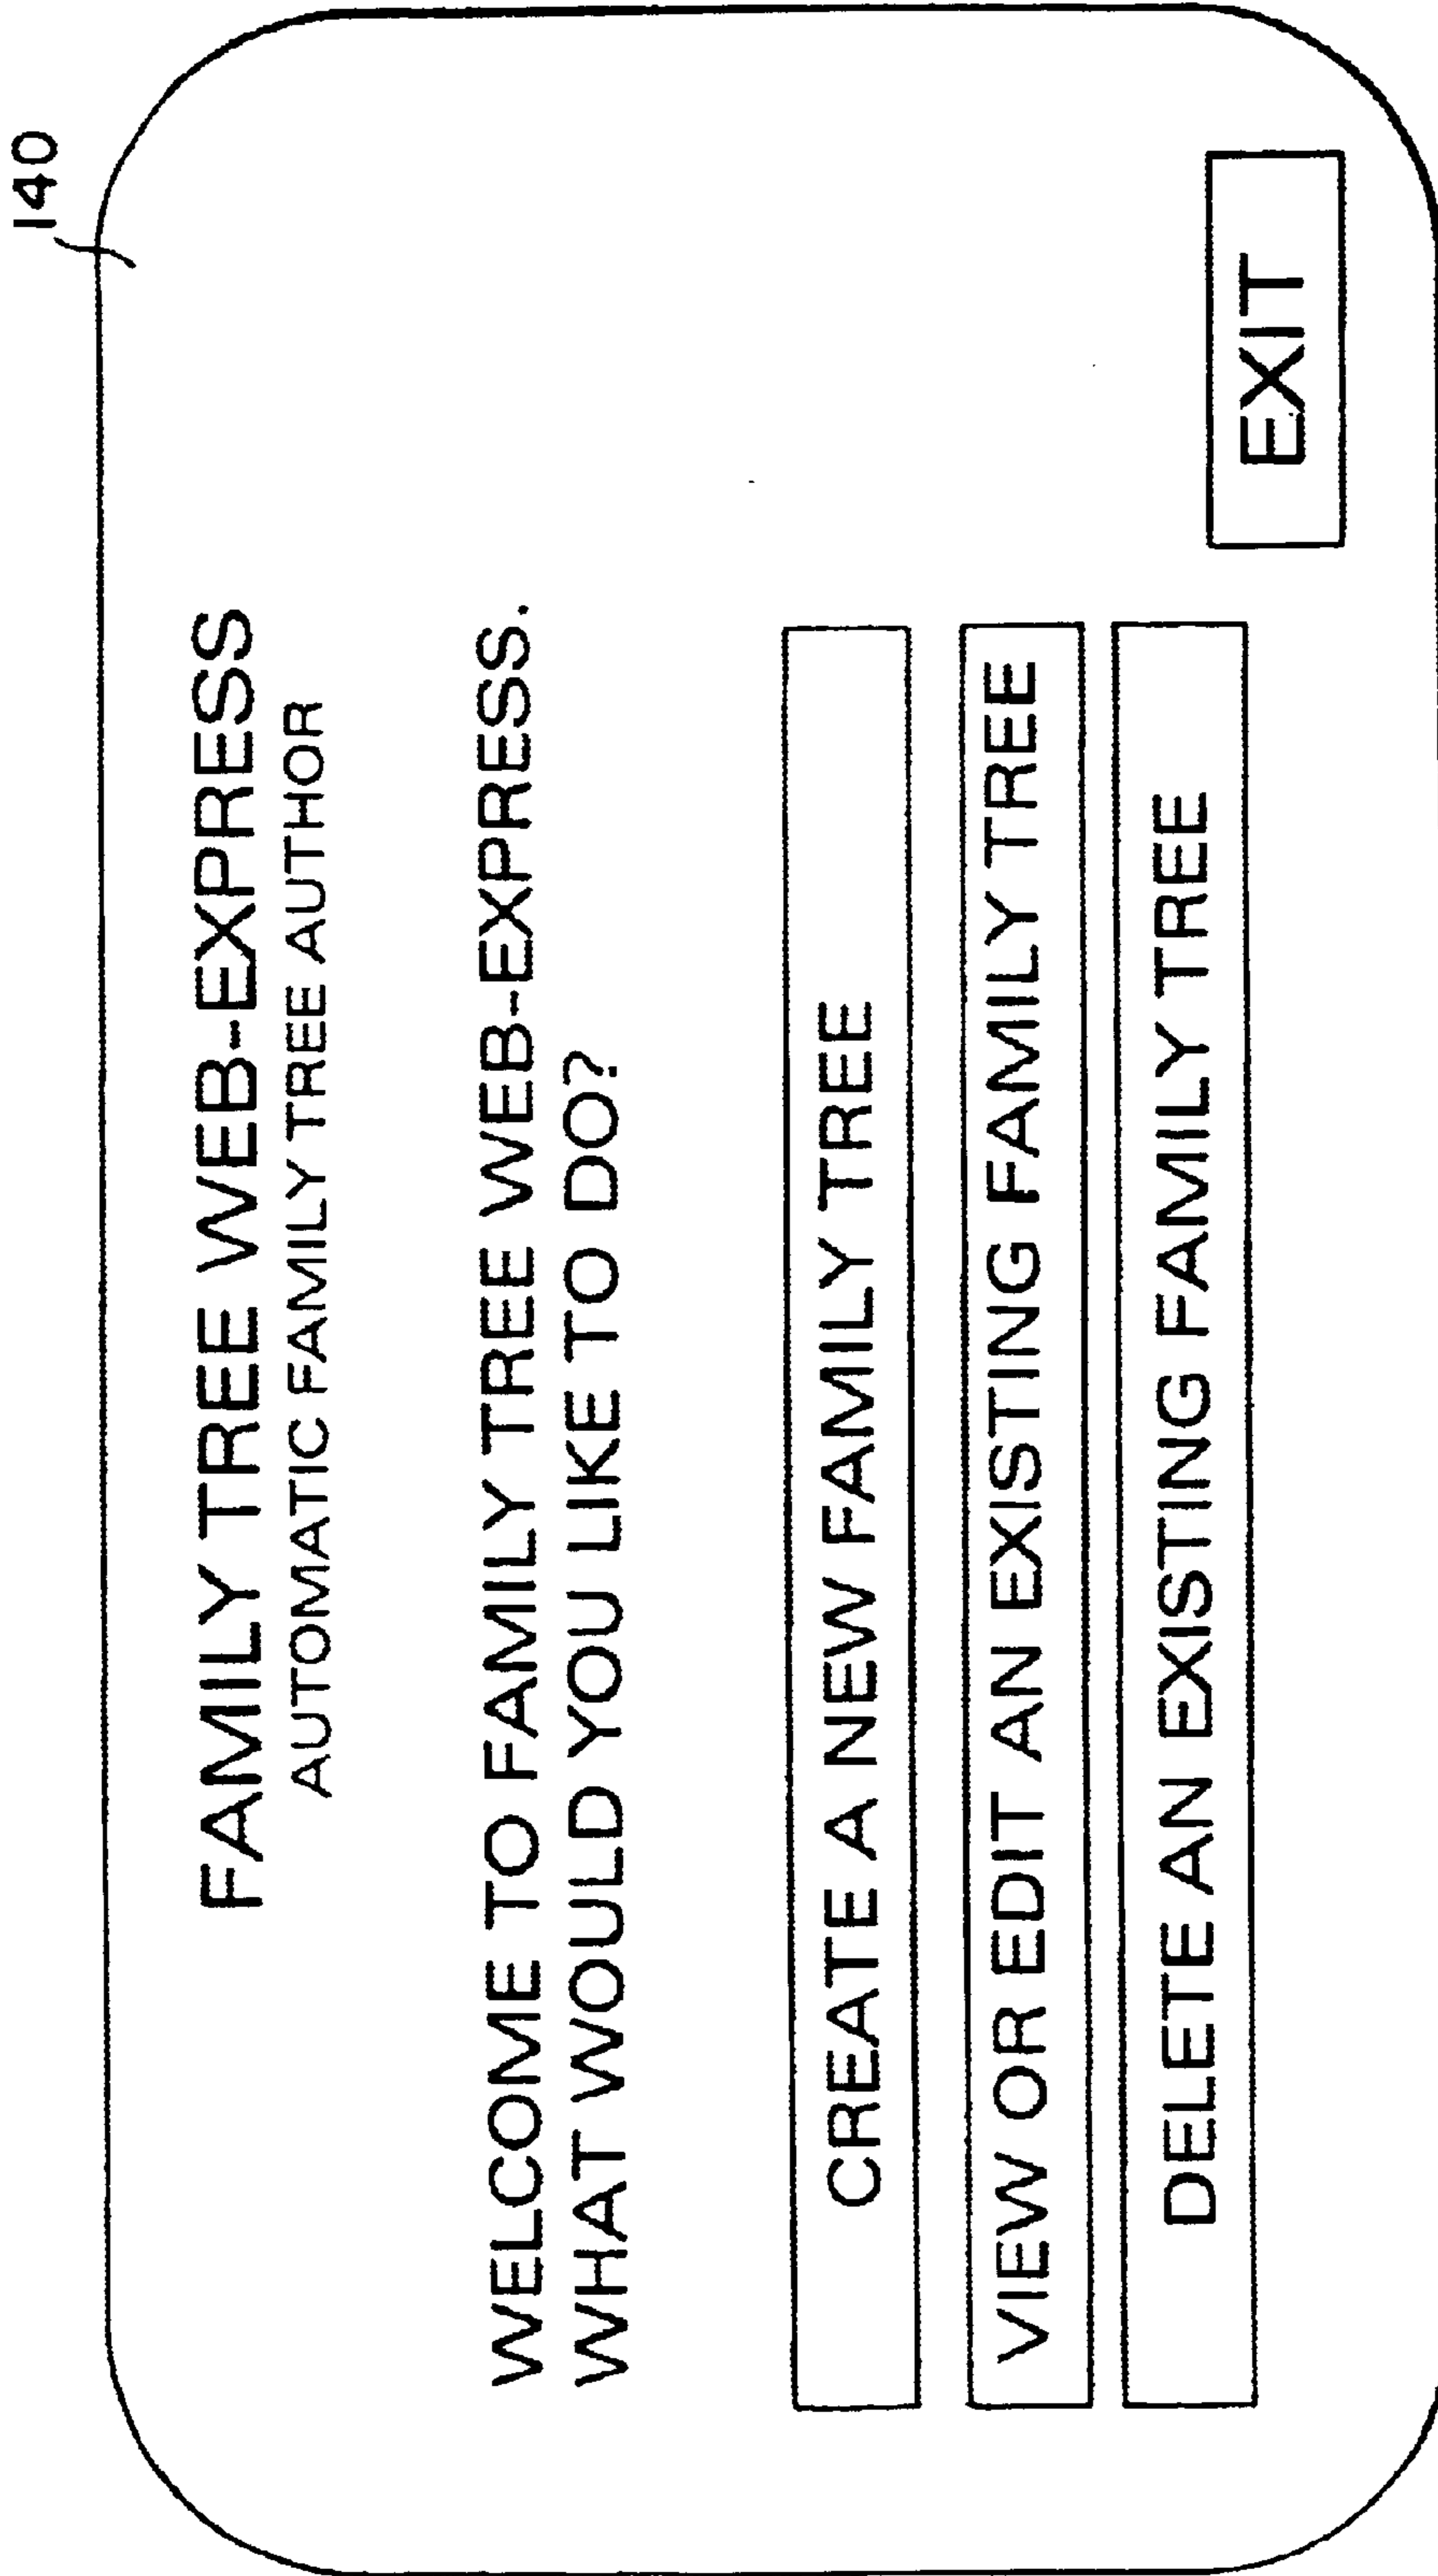 140
FAMILY TREE WEB-EXPRESS
AUTOMATIC FAMILY TREE AUTHOR
WELCOME TO FAMILY TREE WEB-EXPRESS.
WHAT WOULD YOU LIKE TO DO?
CREATE A NEW FAMILY TREE
VIEW OR EDIT AN EXISTING FAMILY TREE
DELETE AN EXISTING FAMILY TREE
EXIT